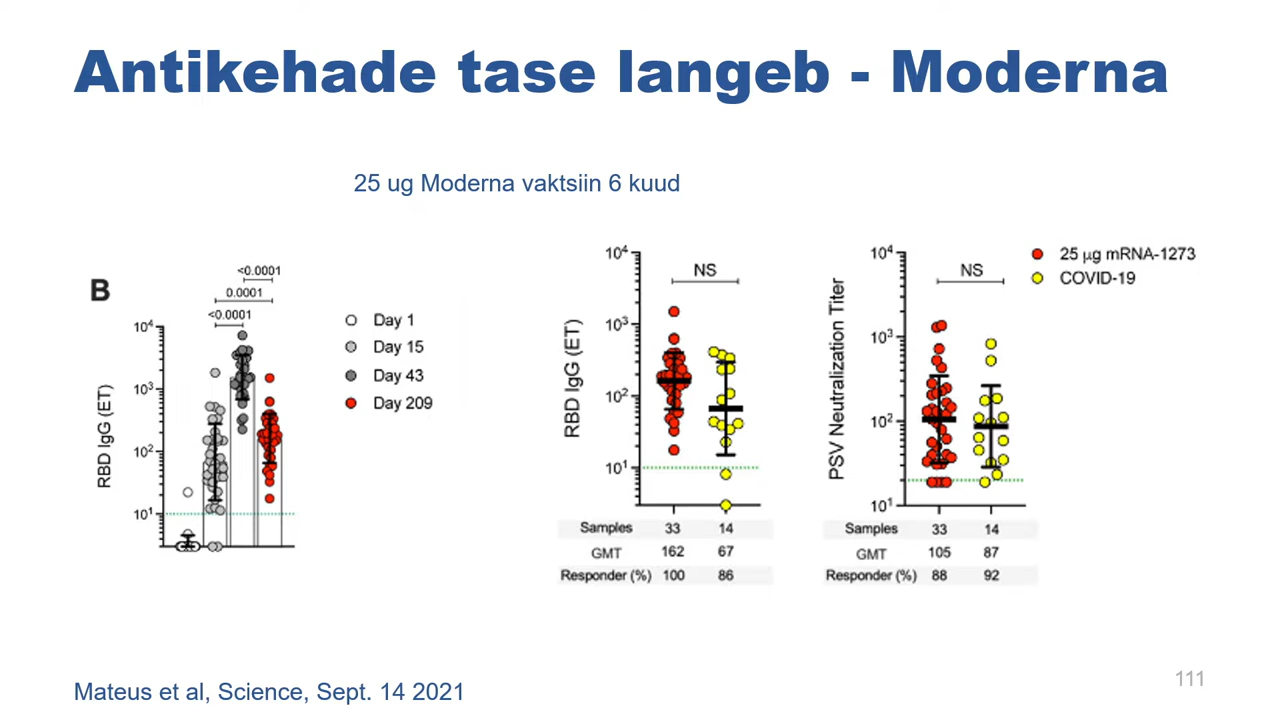 Antikehade tase langeb - Moderna
25 ug Moderna vaktsiin 6 kuud
B
<0.0001
0.0001
<0.0001
RBD IgG (ET)
10⁴
10³
10²
10¹
Day 1
Day 15
Day 43
Day 209
RBD IgG (ET)
10⁴
10³
10²
10¹
NS
Samples 33 14
GMT 162 67
Responder (%) 100 86
PSV Neutralization Titer
10⁴
10³
10²
10¹
NS
25 μg mRNA-1273
COVID-19
Samples 33 14
GMT 105 87
Responder (%) 88 92
Mateus et al, Science, Sept. 14 2021
111